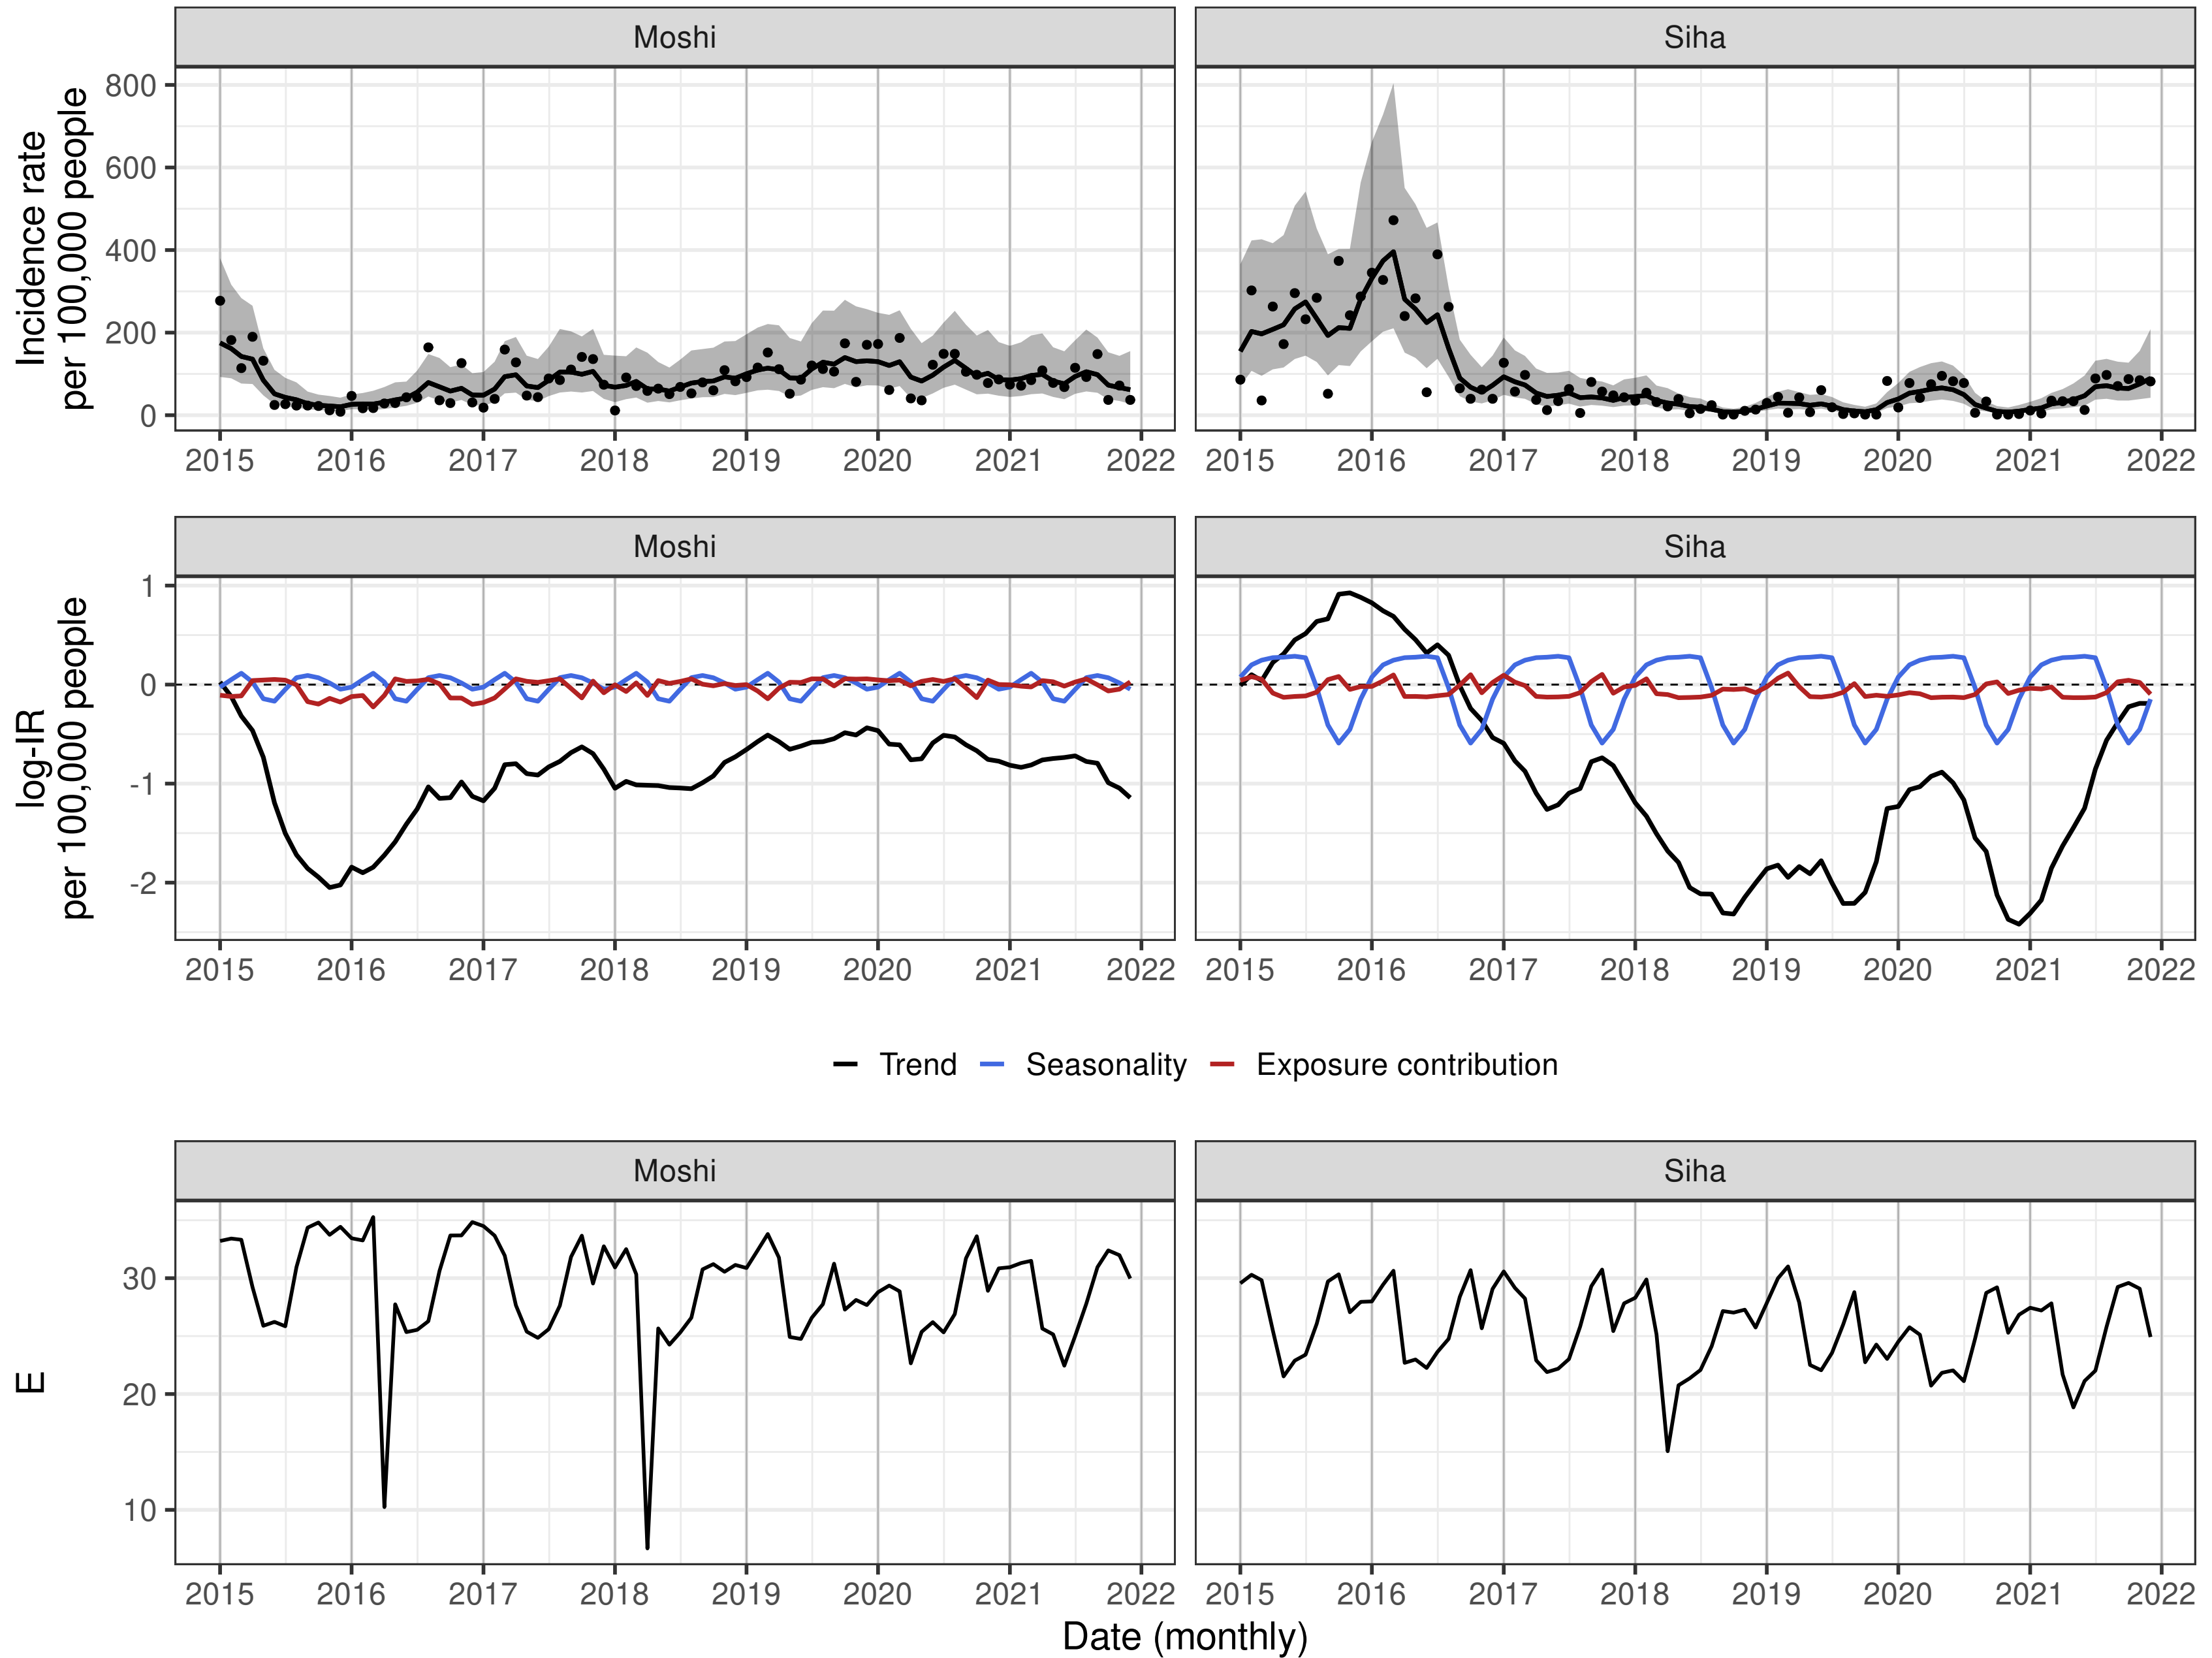 Moshi Siha
Incidence rate
per 100,000 people
800
600
400
200
0
2015 2016 2017 2018 2019 2020 2021 2022 2015 2016 2017 2018 2019 2020 2021 2022
Moshi Siha
log-IR
per 100,000 people
1
0
-1
-2
2015 2016 2017 2018 2019 2020 2021 2022 2015 2016 2017 2018 2019 2020 2021 2022
Trend Seasonality Exposure contribution
Moshi Siha
E
30
20
10
2015 2016 2017 2018 2019 2020 2021 2022 2015 2016 2017 2018 2019 2020 2021 2022
Date (monthly)